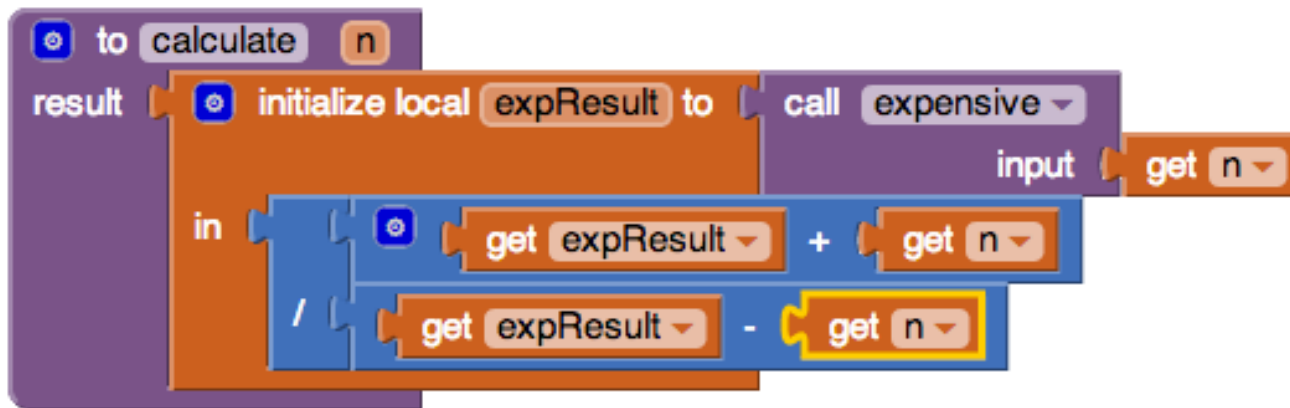 to calculate n
result initialize local expResult to call expensive
input get n
in get expResult + get n
/ get expResult - get n